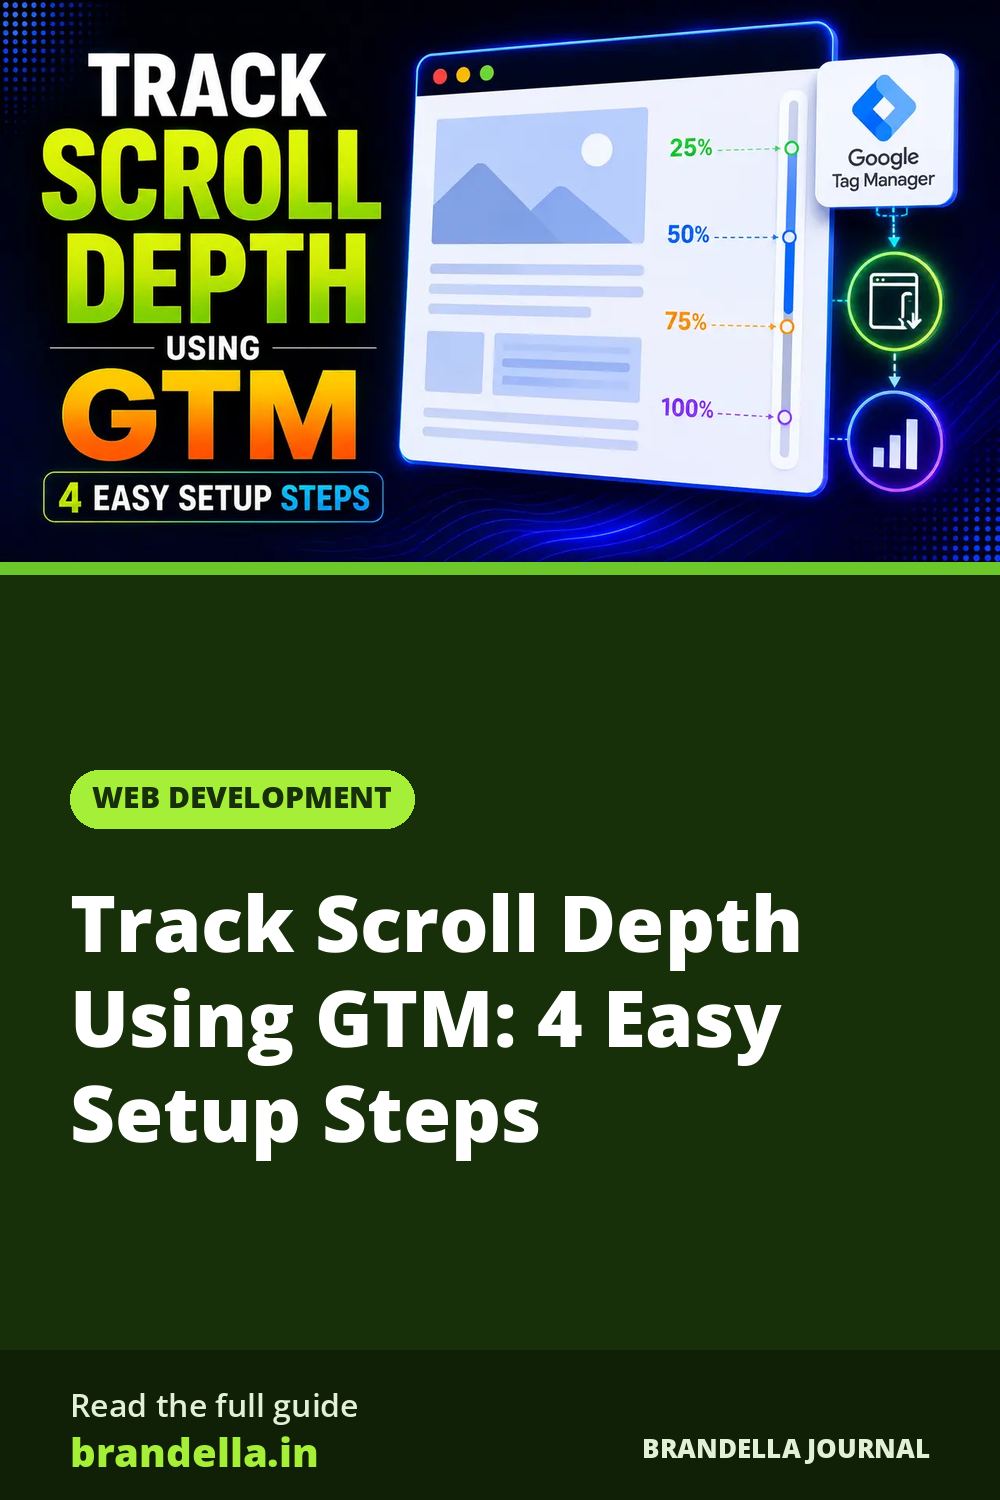 TRACK
SCROLL
DEPTH
USING
GTM
4 EASY SETUP STEPS
25%
50%
75%
100%
Google
Tag Manager
WEB DEVELOPMENT
Track Scroll Depth
Using GTM: 4 Easy
Setup Steps
Read the full guide
brandella.in
BRANDELLA JOURNAL